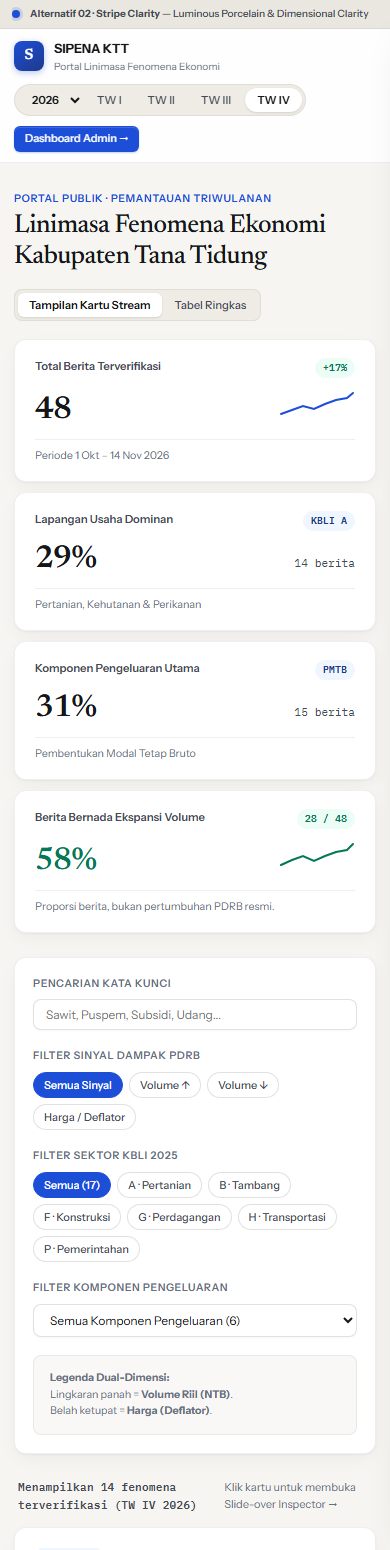 Alternatif 02 · Stripe Clarity — Luminous Porcelain & Dimensional Clarity
S
SIPENA KTT
Portal Linimasa Fenomena Ekonomi
2026 TW I TW II TW III TW IV
Dashboard Admin →
PORTAL PUBLIK · PEMANTAUAN TRIWULANAN
Linimasa Fenomena Ekonomi
Kabupaten Tana Tidung
Tampilan Kartu Stream Tabel Ringkas
Total Berita Terverifikasi +17%
48
Periode 1 Okt – 14 Nov 2026
Lapangan Usaha Dominan KBLI A
29% 14 berita
Pertanian, Kehutanan & Perikanan
Komponen Pengeluaran Utama PMTB
31% 15 berita
Pembentukan Modal Tetap Bruto
Berita Bernada Ekspansi Volume 28 / 48
58%
Proporsi berita, bukan pertumbuhan PDRB resmi.
PENCARIAN KATA KUNCI
Sawit, Puspem, Subsidi, Udang...
FILTER SINYAL DAMPAK PDRB
Semua Sinyal Volume ↑ Volume ↓
Harga / Deflator
FILTER SEKTOR KBLI 2025
Semua (17) A · Pertanian B · Tambang
F · Konstruksi G · Perdagangan H · Transportasi
P · Pemerintahan
FILTER KOMPONEN PENGELUARAN
Semua Komponen Pengeluaran (6)
Legenda Dual-Dimensi:
Lingkaran panah = Volume Riil (NTB).
Belah ketupat = Harga (Deflator).
Menampilkan 14 fenomena
terverifikasi (TW IV 2026)
Klik kartu untuk membuka
Slide-over Inspector →